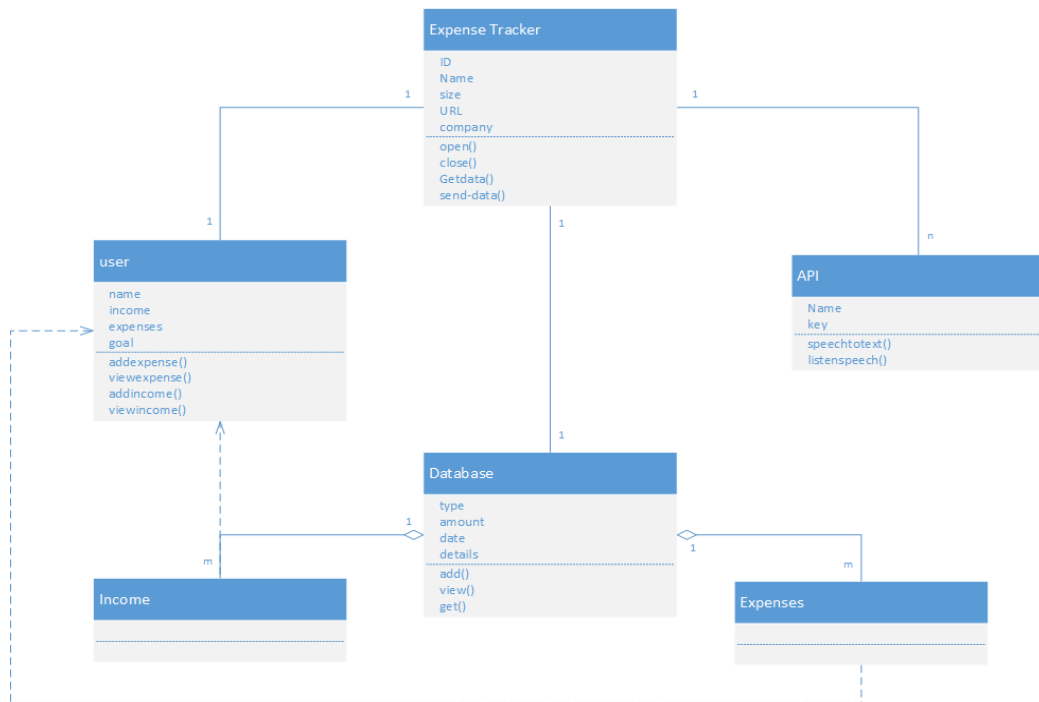 Expense Tracker
ID
Name
size
URL
company
open()
close()
Getdata()
send-data()
1
1
1
1
n
1
1
user
name
income
expenses
goal
addexpense()
viewexpense()
addincome()
viewincome()
API
Name
key
speechtotext()
listenspeech()
Database
type
amount
date
details
add()
view()
get()
1
m
1
m
Income
Expenses